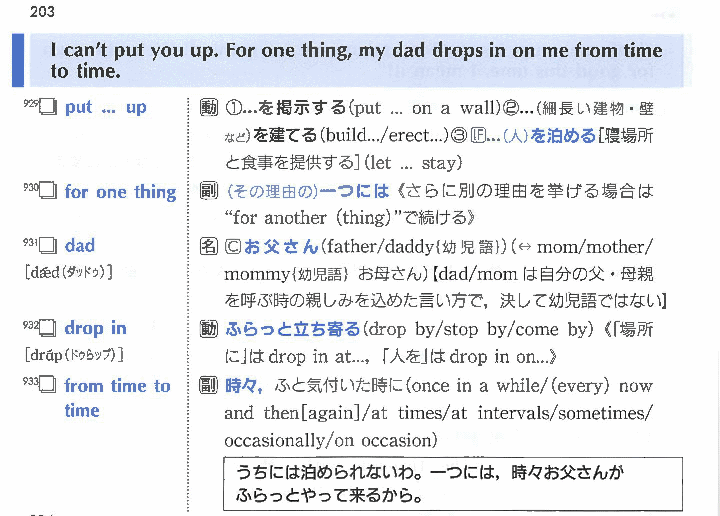 203
I can't put you up. For one thing, my dad drops in on me from time
to time.
929 put ... up 動 ①...を掲示する(put ... on a wall)②...(細長い建物・壁
など)を建てる(build.../erect...)③ F...(人)を泊める[寝場所
と食事を提供する](let ... stay)
930 for one thing 副 (その理由の)一つには《さらに別の理由を挙げる場合は
“for another (thing)”で続ける》
931 dad 名 Ⓒお父さん(father/daddy{幼児語})(↔mom/mother/
[dǽd(ダッドゥ)] mommy{幼児語} お母さん)【dad/momは自分の父・母親
を呼ぶ時の親しみを込めた言い方で，決して幼児語ではない】
932 drop in 動 ふらっと立ち寄る(drop by/stop by/come by)《「場所
[drάp(ドゥらップ)] に」はdrop in at...，「人を」はdrop in on...》
933 from time to 副 時々，ふと気付いた時に(once in a while/(every) now
time and then[again]/at times/at intervals/sometimes/
occasionally/on occasion)
うちには泊められないわ。一つには，時々お父さんが
ふらっとやって来るから。